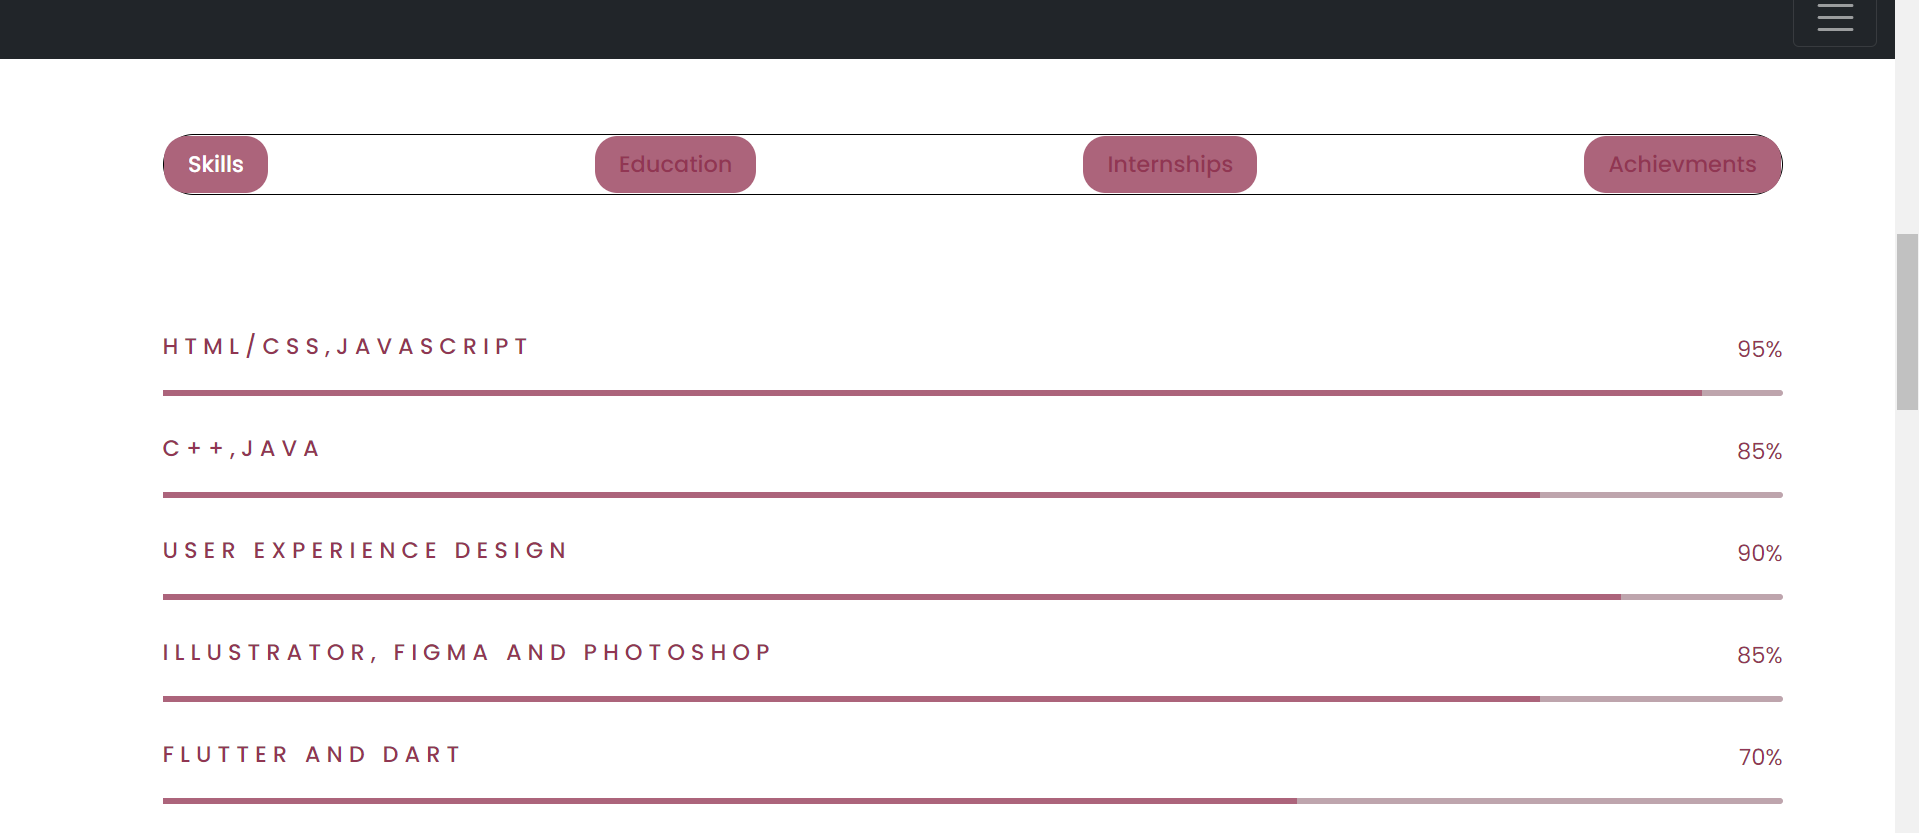 Skills Education Internships Achievments
HTML/CSS,JAVASCRIPT 95%
C++,JAVA 85%
USER EXPERIENCE DESIGN 90%
ILLUSTRATOR, FIGMA AND PHOTOSHOP 85%
FLUTTER AND DART 70%